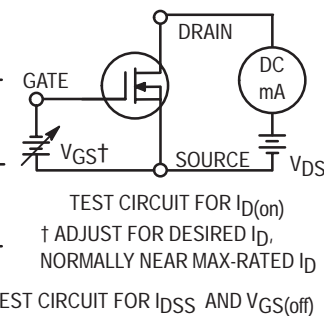 DRAIN
DC
mA
GATE
VGS†
SOURCE
VDS
TEST CIRCUIT FOR ID(on)
† ADJUST FOR DESIRED ID,
NORMALLY NEAR MAX-RATED ID
EST CIRCUIT FOR IDSS AND VGS(off)